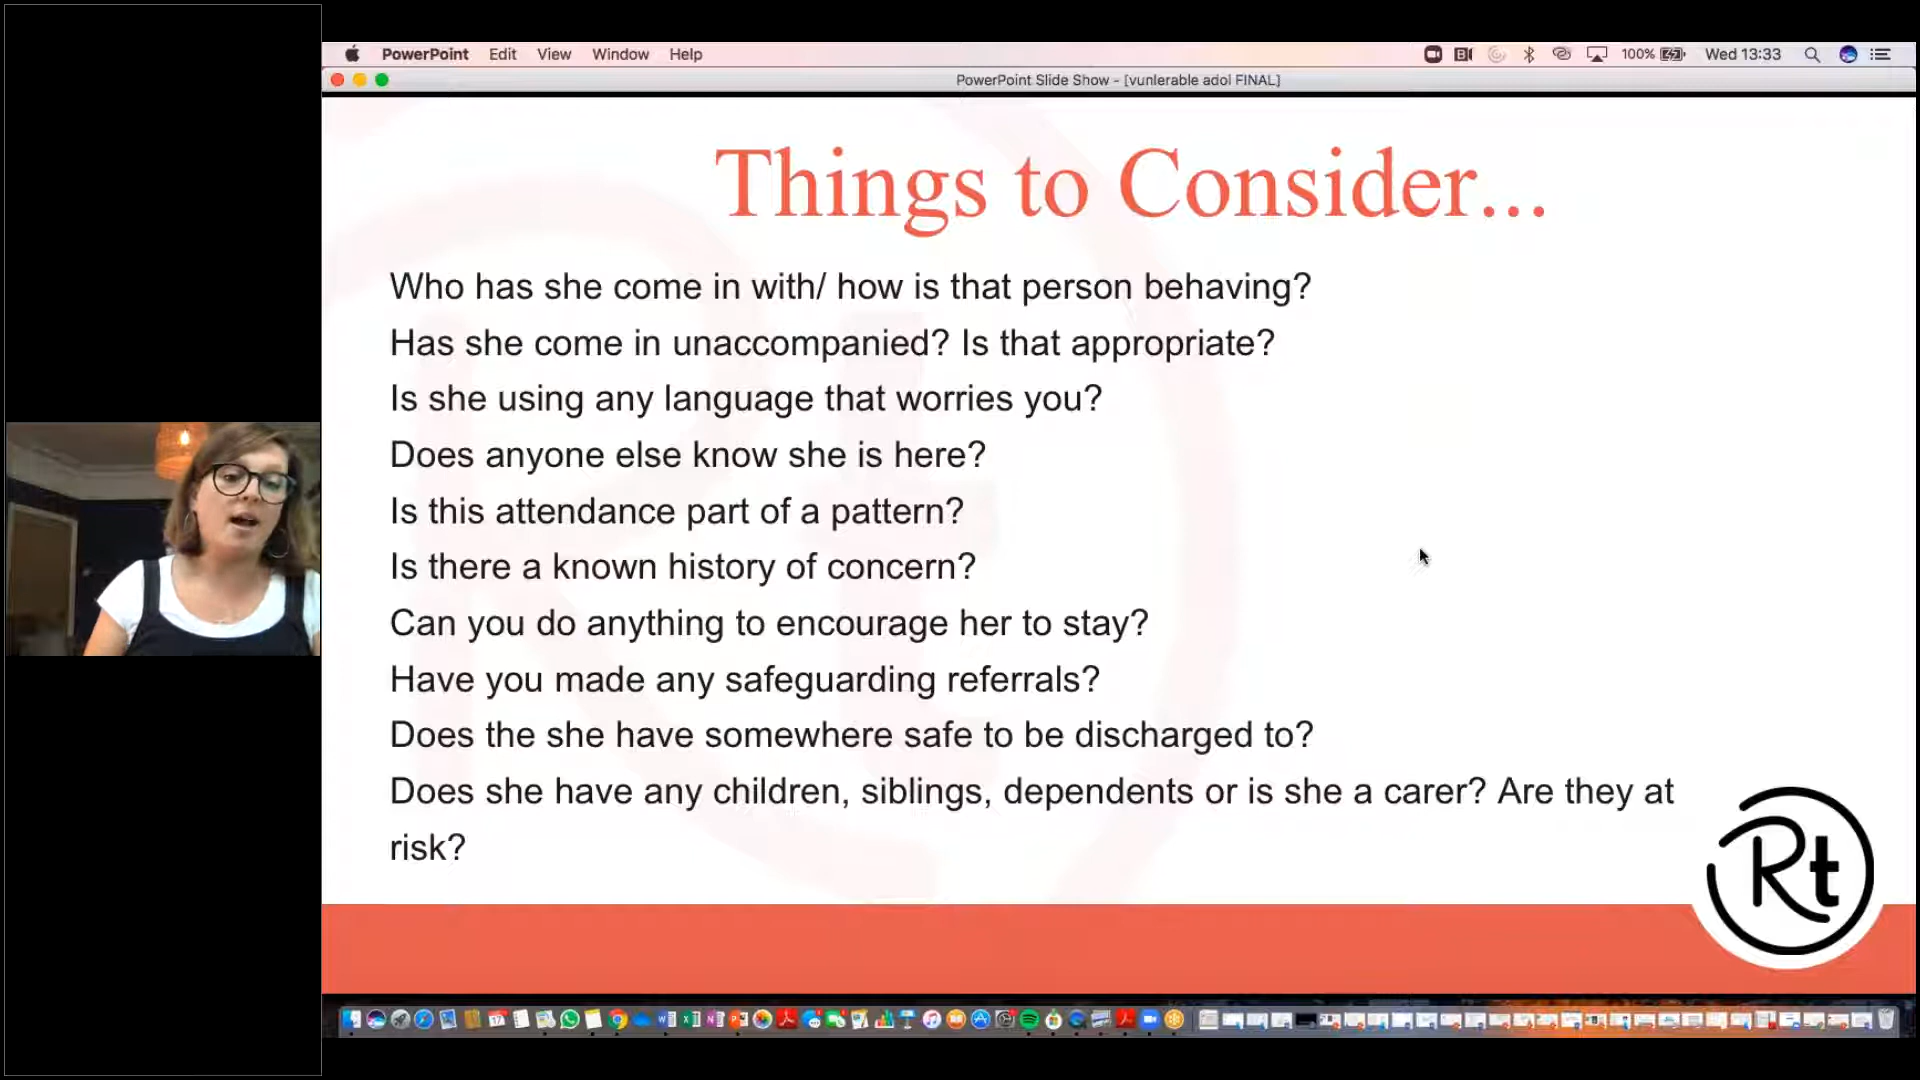 PowerPoint Edit View Window Help 100% Wed 13:33
PowerPoint Slide Show - [vunlerable adol FINAL]
Things to Consider...
Who has she come in with/ how is that person behaving?
Has she come in unaccompanied? Is that appropriate?
Is she using any language that worries you?
Does anyone else know she is here?
Is this attendance part of a pattern?
Is there a known history of concern?
Can you do anything to encourage her to stay?
Have you made any safeguarding referrals?
Does the she have somewhere safe to be discharged to?
Does she have any children, siblings, dependents or is she a carer? Are they at
risk?
Rt